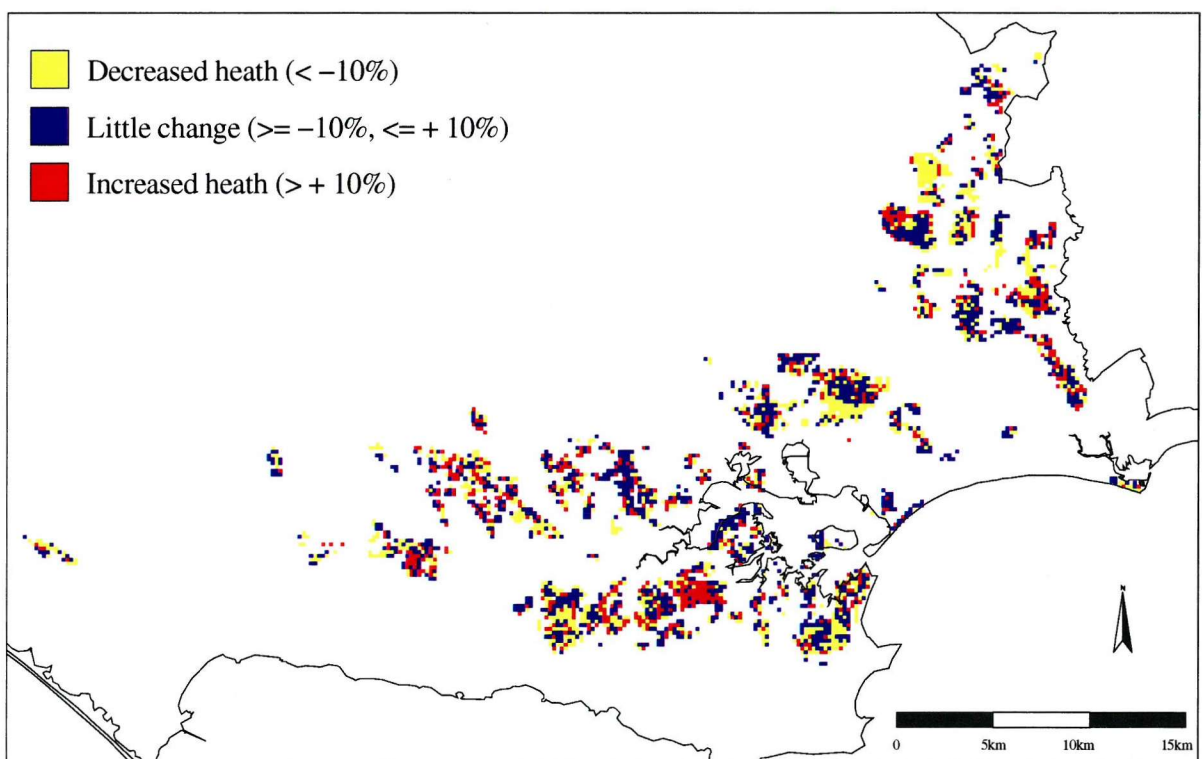 Decreased heath (< −10%)
Little change (>= −10%, <= + 10%)
Increased heath (> + 10%)
0 5km 10km 15km